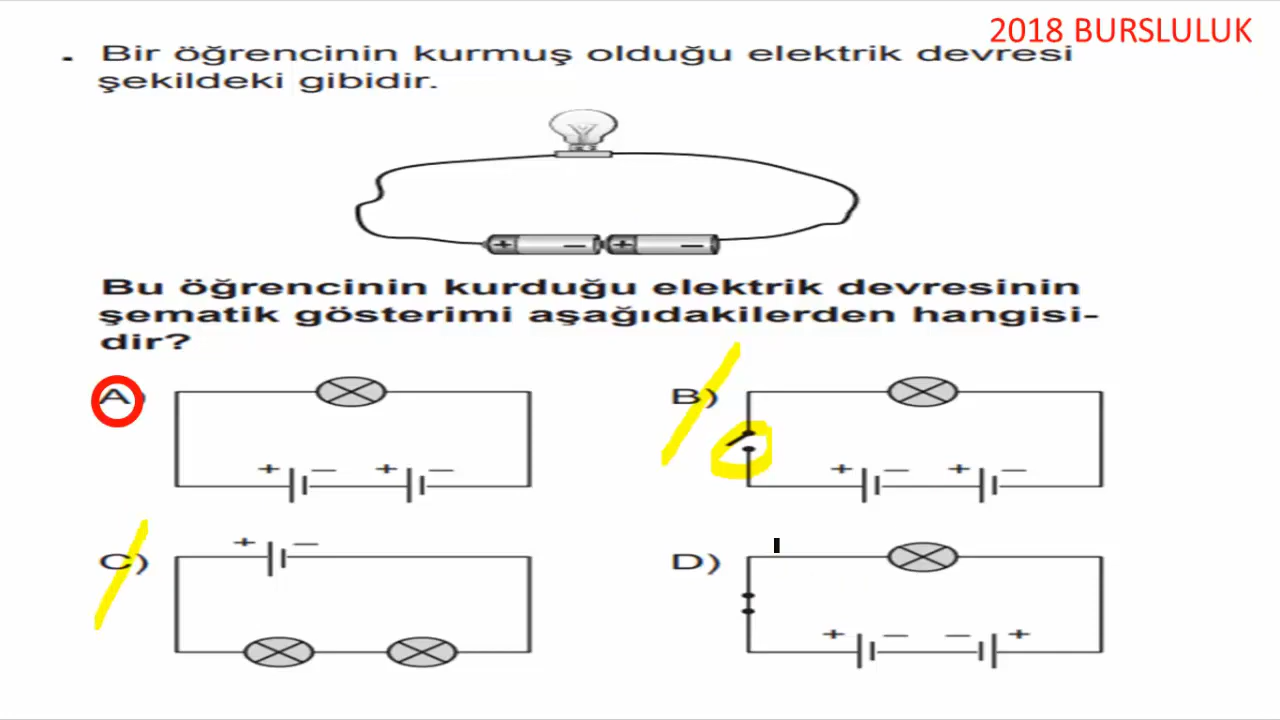 2018 BURSLULUK
. Bir öğrencinin kurmuş olduğu elektrik devresi
şekildeki gibidir.
+ – + –
Bu öğrencinin kurduğu elektrik devresinin
şematik gösterimi aşağıdakilerden hangisi-
dir?
A)
+ – + –
B)
+ – + –
C)
+ –
D)
+ – – +